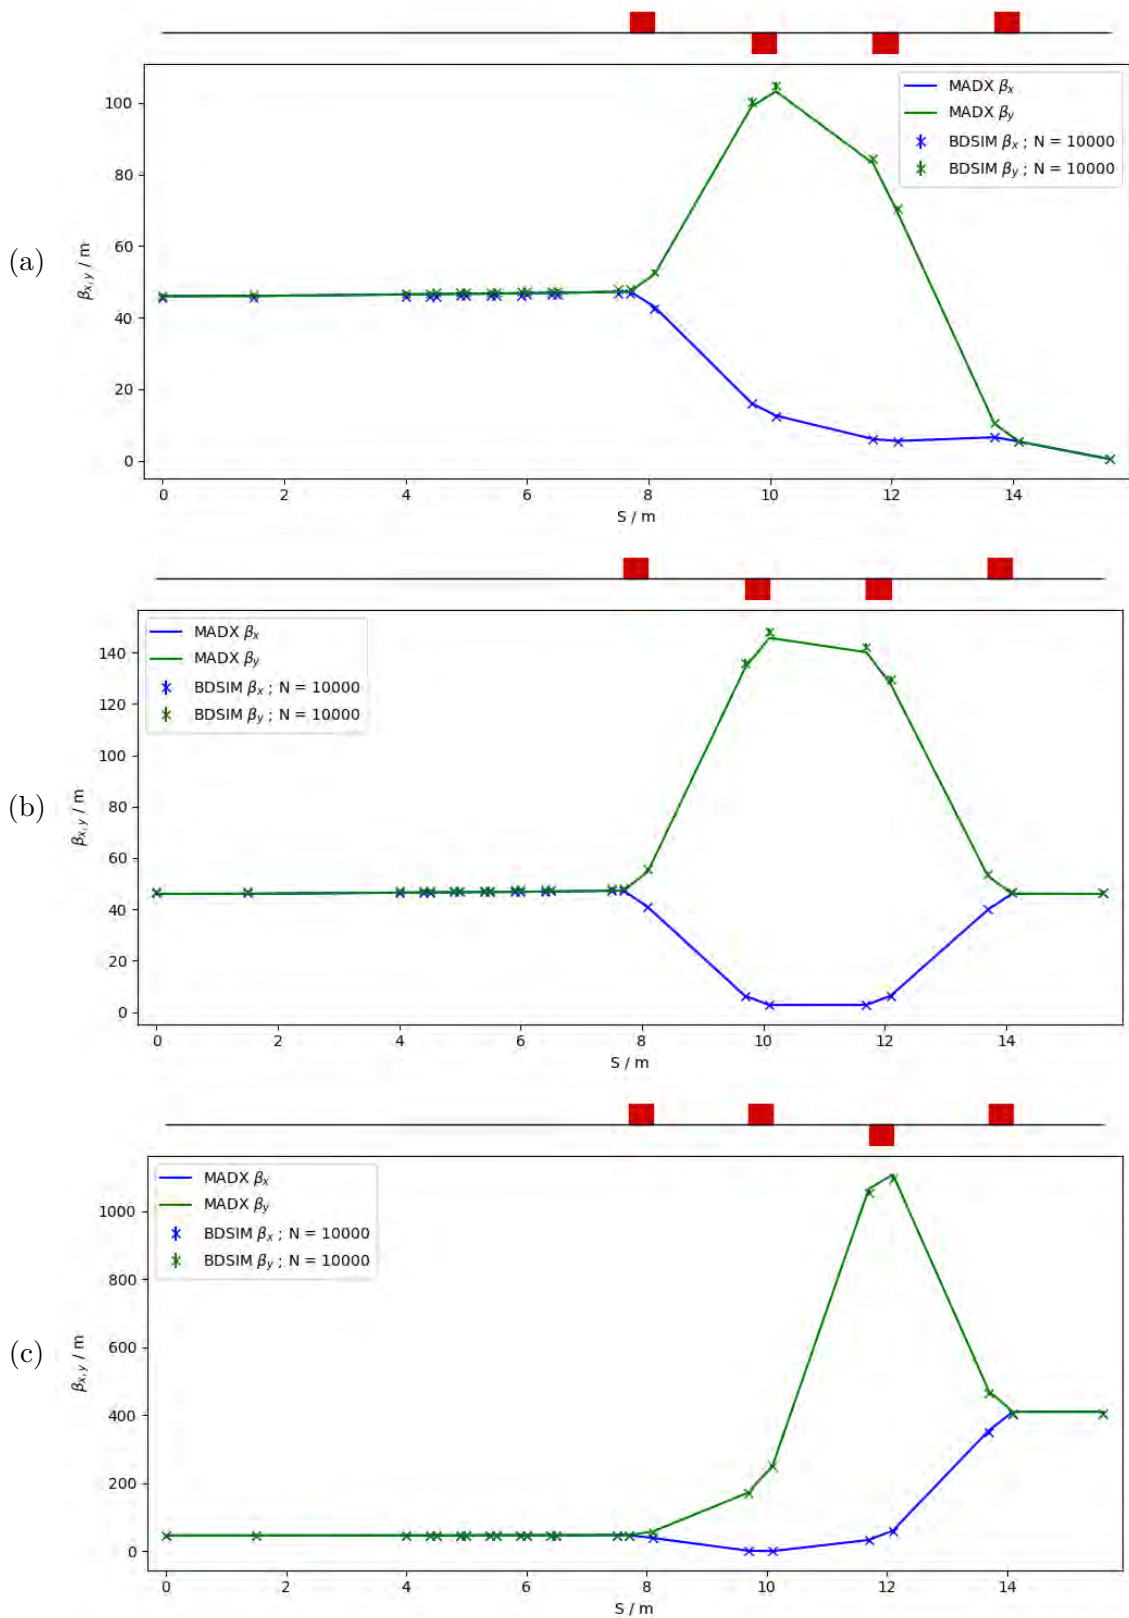 (a)
β_{x,y} / m
100
80
60
40
20
0
MADX β_x
MADX β_y
BDSIM β_x ; N = 10000
BDSIM β_y ; N = 10000
0 2 4 6 8 10 12 14
S / m
(b)
β_{x,y} / m
140
120
100
80
60
40
20
0
MADX β_x
MADX β_y
BDSIM β_x ; N = 10000
BDSIM β_y ; N = 10000
0 2 4 6 8 10 12 14
S / m
(c)
β_{x,y} / m
1000
800
600
400
200
0
MADX β_x
MADX β_y
BDSIM β_x ; N = 10000
BDSIM β_y ; N = 10000
0 2 4 6 8 10 12 14
S / m